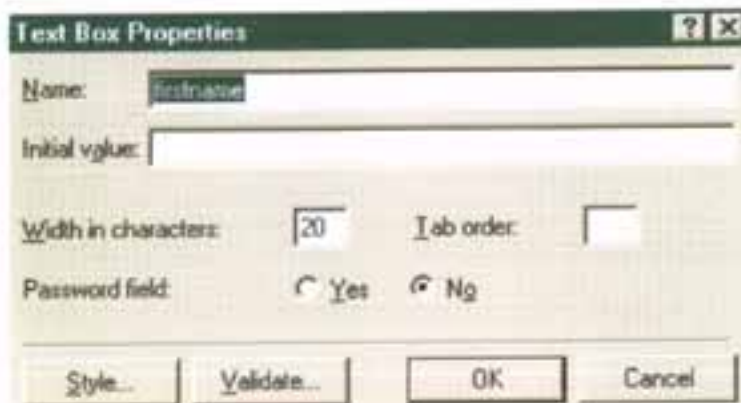 Text Box Properties
Name: firstname
Initial value:
Width in characters: 20 Tab order:
Password field: Yes No
Style... Validate... OK Cancel